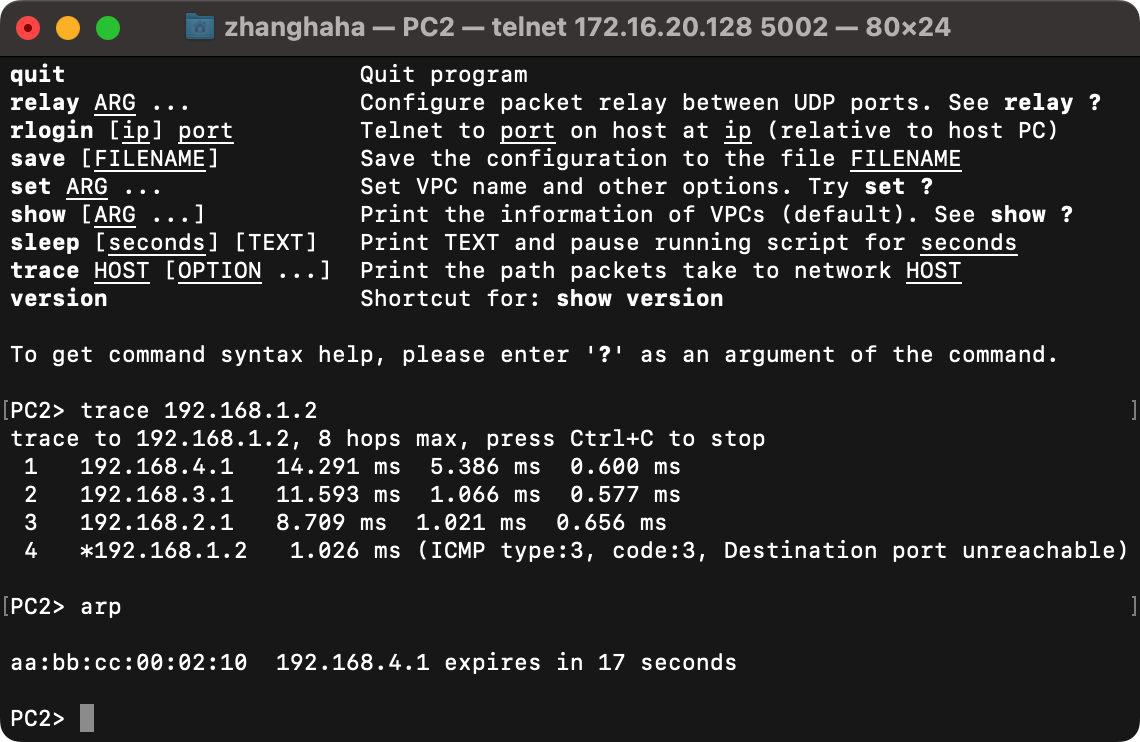 zhanghaha — PC2 — telnet 172.16.20.128 5002 — 80×24
quit                     Quit program
relay ARG ...            Configure packet relay between UDP ports. See relay ?
rlogin [ip] port         Telnet to port on host at ip (relative to host PC)
save [FILENAME]          Save the configuration to the file FILENAME
set ARG ...              Set VPC name and other options. Try set ?
show [ARG ...]           Print the information of VPCs (default). See show ?
sleep [seconds] [TEXT]   Print TEXT and pause running script for seconds
trace HOST [OPTION ...]  Print the path packets take to network HOST
version                  Shortcut for: show version
To get command syntax help, please enter '?' as an argument of the command.
[PC2> trace 192.168.1.2 ]
trace to 192.168.1.2, 8 hops max, press Ctrl+C to stop
 1   192.168.4.1   14.291 ms  5.386 ms  0.600 ms
 2   192.168.3.1   11.593 ms  1.066 ms  0.577 ms
 3   192.168.2.1   8.709 ms  1.021 ms  0.656 ms
 4   *192.168.1.2   1.026 ms (ICMP type:3, code:3, Destination port unreachable)
[PC2> arp ]
aa:bb:cc:00:02:10  192.168.4.1 expires in 17 seconds
PC2>